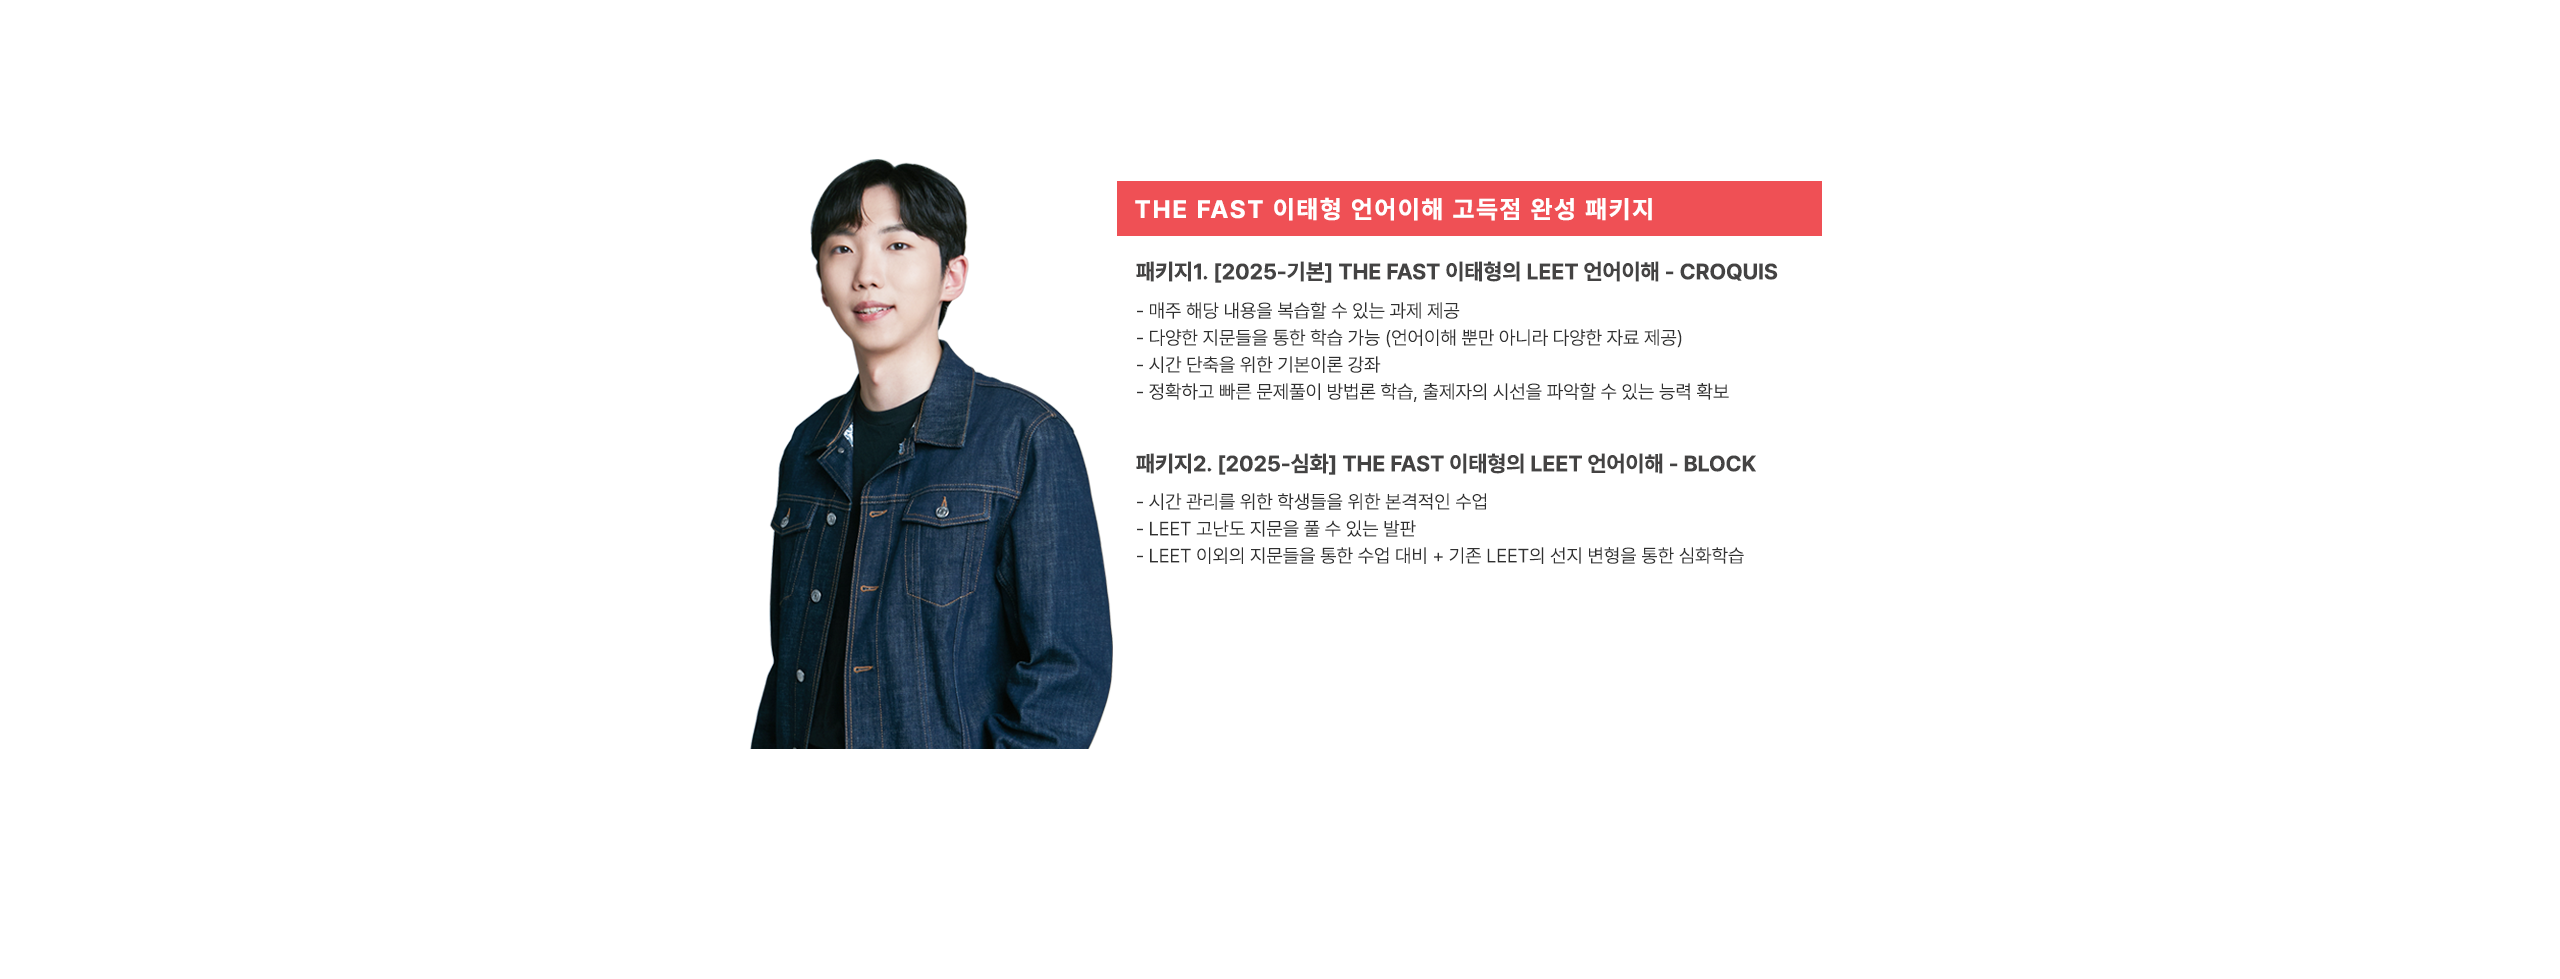 THE FAST 이태형 언어이해 고득점 완성 패키지
패키지1. [2025-기본] THE FAST 이태형의 LEET 언어이해 - CROQUIS
- 매주 해당 내용을 복습할 수 있는 과제 제공
- 다양한 지문들을 통한 학습 가능 (언어이해 뿐만 아니라 다양한 자료 제공)
- 시간 단축을 위한 기본이론 강좌
- 정확하고 빠른 문제풀이 방법론 학습, 출제자의 시선을 파악할 수 있는 능력 확보
패키지2. [2025-심화] THE FAST 이태형의 LEET 언어이해 - BLOCK
- 시간 관리를 위한 학생들을 위한 본격적인 수업
- LEET 고난도 지문을 풀 수 있는 발판
- LEET 이외의 지문들을 통한 수업 대비 + 기존 LEET의 선지 변형을 통한 심화학습